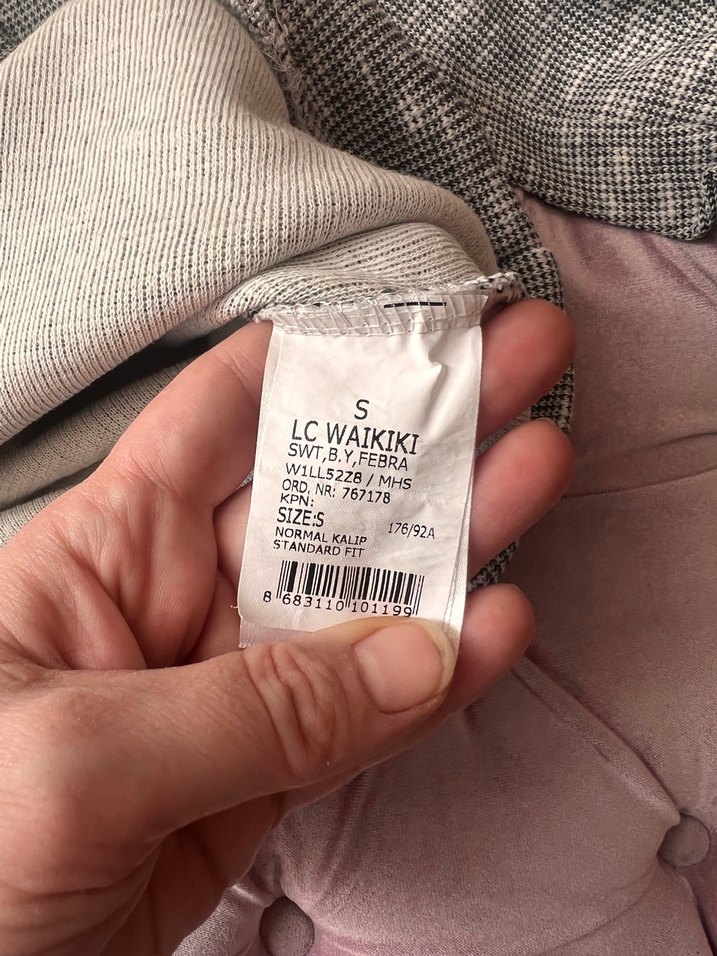 S
LC WAIKIKI
SWT,B.Y,FEBRA
W1LL52Z8 / MHS
ORD. NR: 767178
KPN:
SIZE:S 176/92A
NORMAL KALIP
STANDARD FIT
8 683110 101199